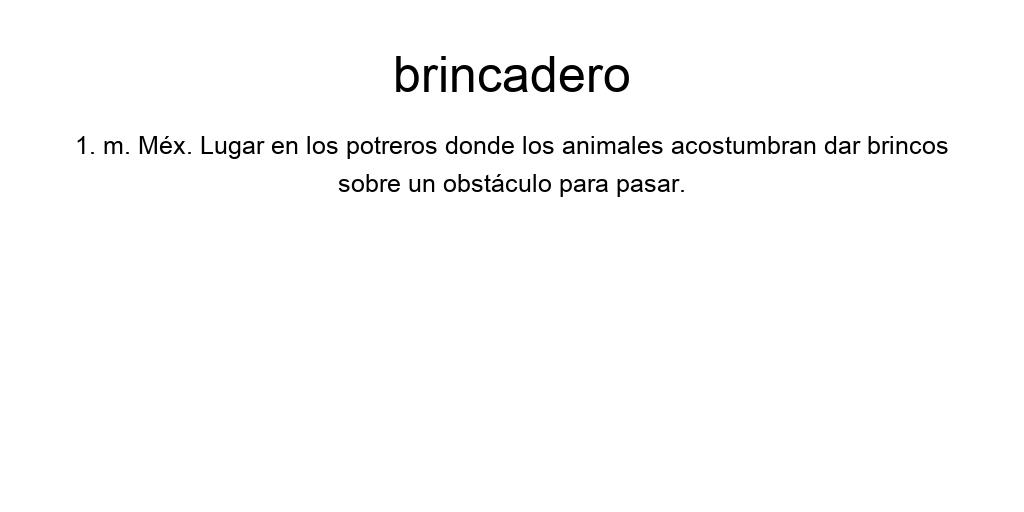 brincadero
1. m. Méx. Lugar en los potreros donde los animales acostumbran dar brincos
sobre un obstáculo para pasar.